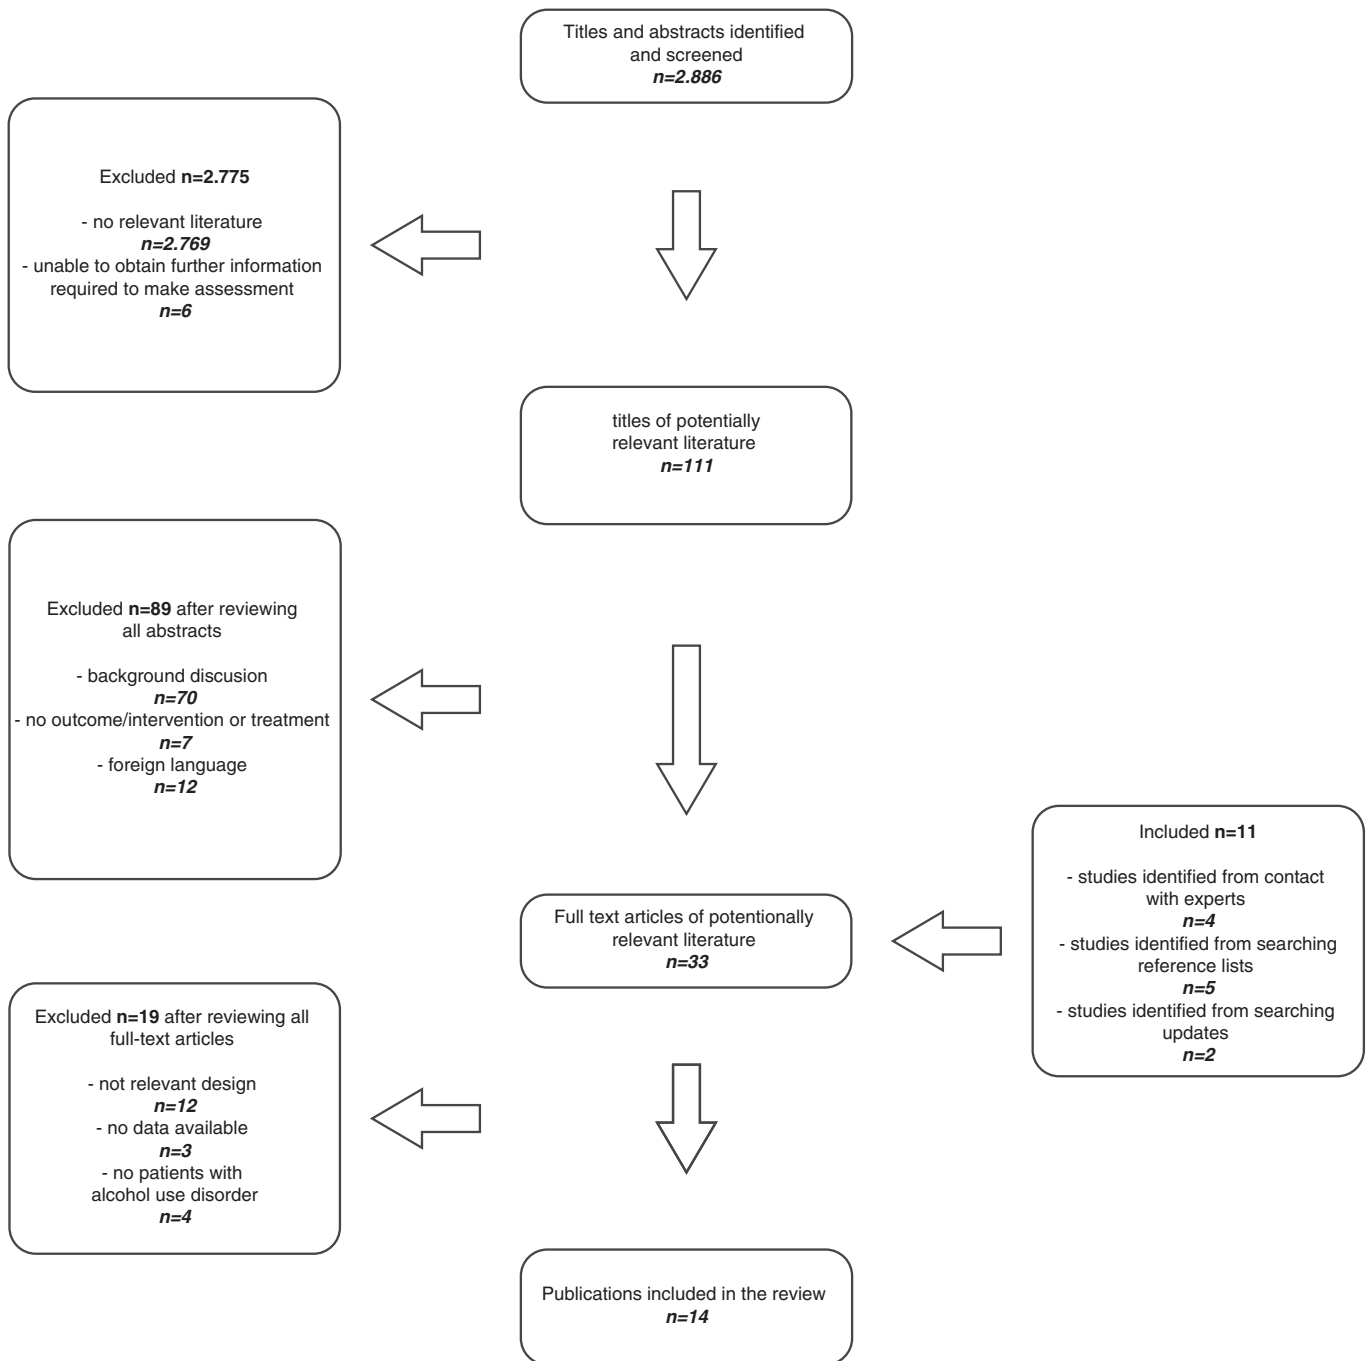 Titles and abstracts identified
and screened
n=2.886
Excluded n=2.775
- no relevant literature
n=2.769
- unable to obtain further information
required to make assessment
n=6
titles of potentially
relevant literature
n=111
Excluded n=89 after reviewing
all abstracts
- background discusion
n=70
- no outcome/intervention or treatment
n=7
- foreign language
n=12
Included n=11
- studies identified from contact
with experts
n=4
- studies identified from searching
reference lists
n=5
- studies identified from searching
updates
n=2
Full text articles of potentionally
relevant literature
n=33
Excluded n=19 after reviewing all
full-text articles
- not relevant design
n=12
- no data available
n=3
- no patients with
alcohol use disorder
n=4
Publications included in the review
n=14